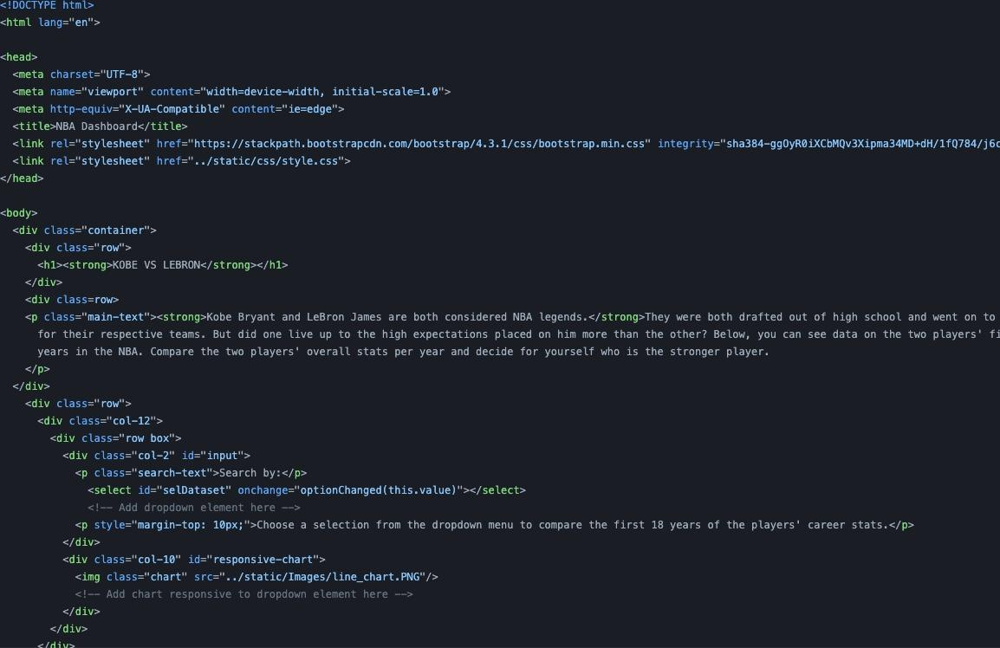 <!DOCTYPE html>
<html lang="en">
<head>
<meta charset="UTF-8">
<meta name="viewport" content="width=device-width, initial-scale=1.0">
<meta http-equiv="X-UA-Compatible" content="ie=edge">
<title>NBA Dashboard</title>
<link rel="stylesheet" href="https://stackpath.bootstrapcdn.com/bootstrap/4.3.1/css/bootstrap.min.css" integrity="sha384-ggOyR0iXCbMQv3Xipma34MD+dH/1fQ784/j6c
<link rel="stylesheet" href="../static/css/style.css">
</head>
<body>
<div class="container">
<div class="row">
<h1><strong>KOBE VS LEBRON</strong></h1>
</div>
<div class=row>
<p class="main-text"><strong>Kobe Bryant and LeBron James are both considered NBA legends.</strong>They were both drafted out of high school and went on to
for their respective teams. But did one live up to the high expectations placed on him more than the other? Below, you can see data on the two players' fi
years in the NBA. Compare the two players' overall stats per year and decide for yourself who is the stronger player.
</p>
</div>
<div class="row">
<div class="col-12">
<div class="row box">
<div class="col-2" id="input">
<p class="search-text">Search by:</p>
<select id="selDataset" onchange="optionChanged(this.value)"></select>
<!-- Add dropdown element here -->
<p style="margin-top: 10px;">Choose a selection from the dropdown menu to compare the first 18 years of the players' career stats.</p>
</div>
<div class="col-10" id="responsive-chart">
<img class="chart" src="../static/Images/line_chart.PNG"/>
<!-- Add chart responsive to dropdown element here -->
</div>
</div>
</div>